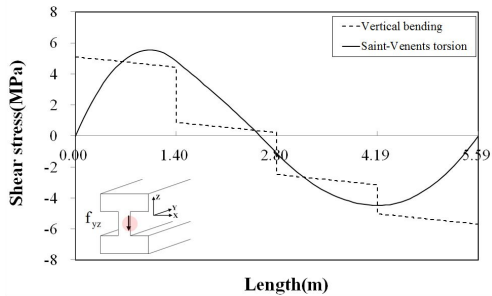 8
6
4
2
0
-2
-4
-6
-8
Shear stress(MPa)
Vertical bending
Saint-Venents torsion
0.00 1.40 2.80 4.19 5.59
z
Y
X
fyz
Length(m)